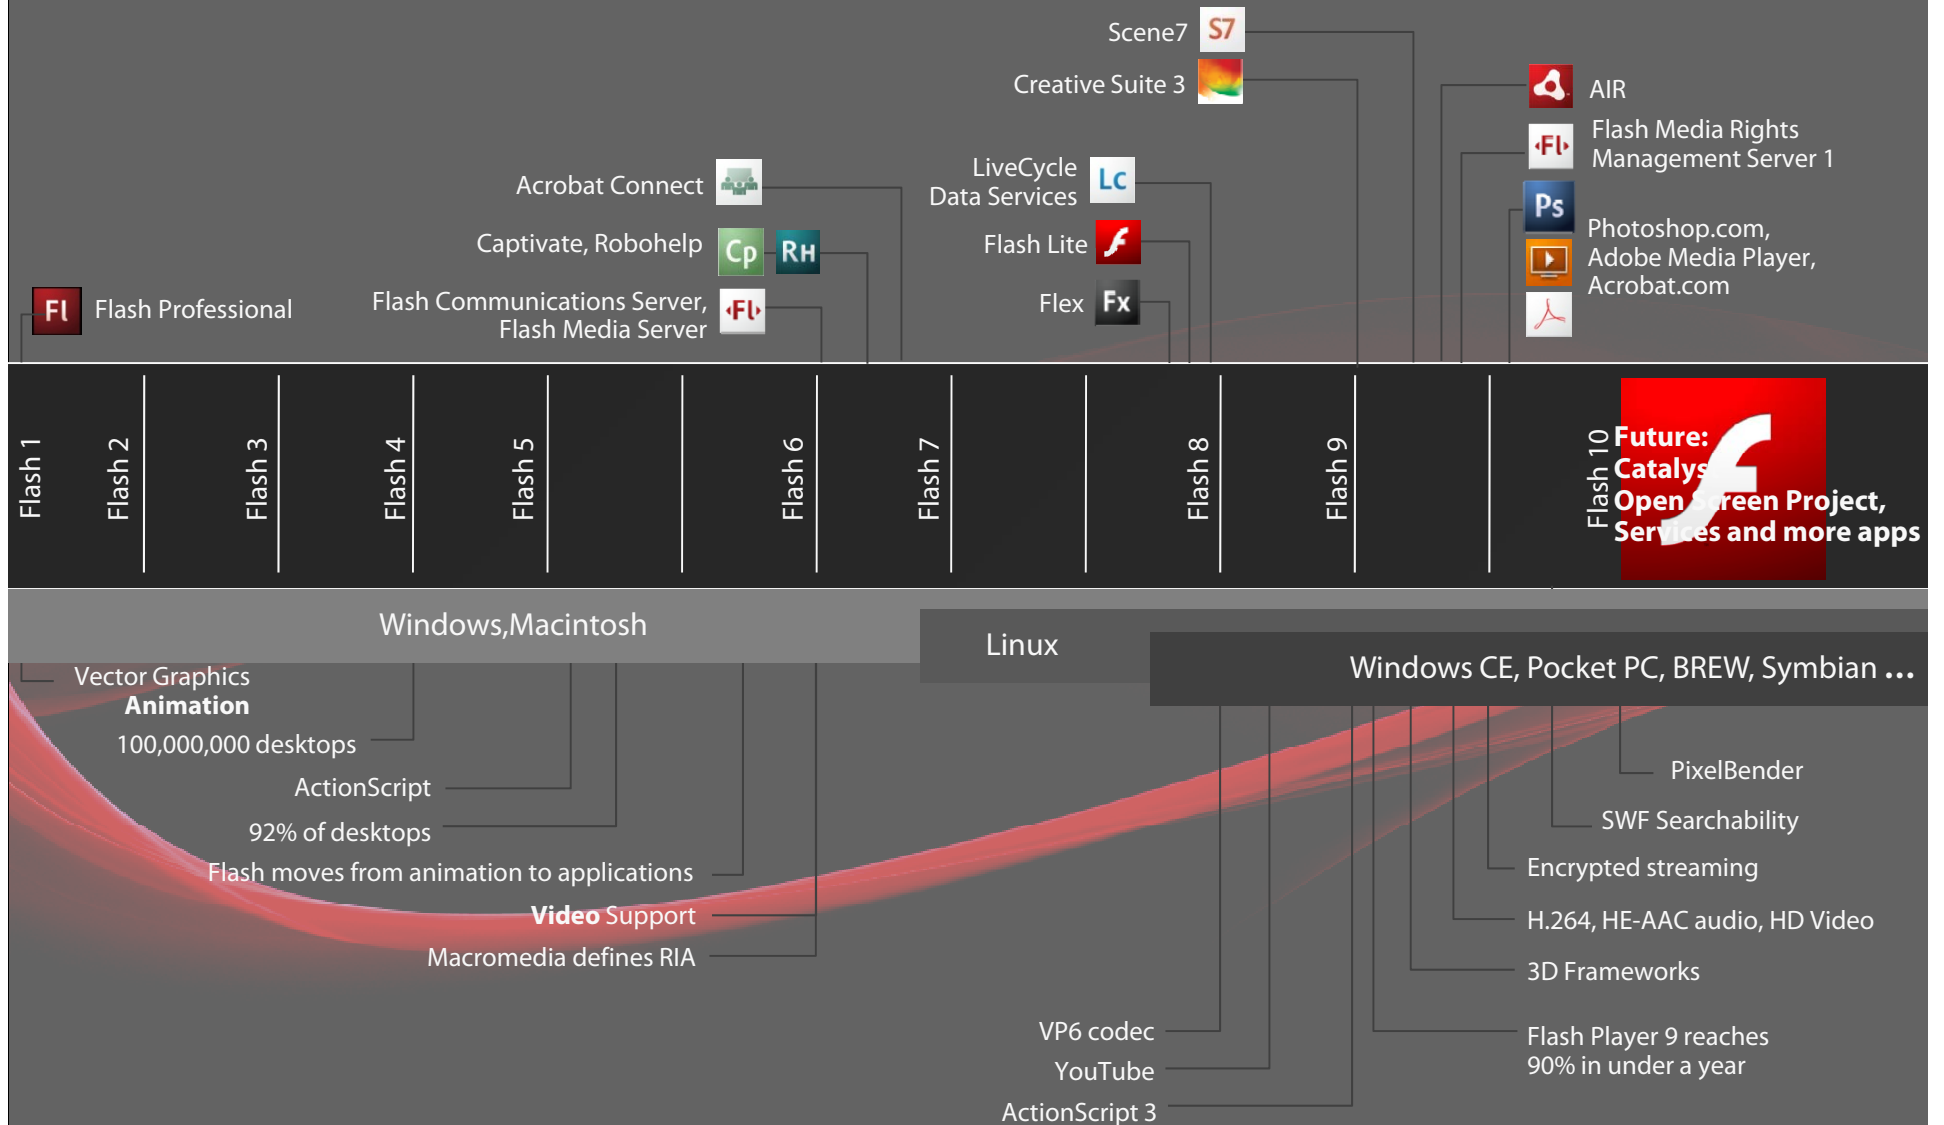 Scene7
S7
Creative Suite 3
AIR
Fl
Flash Media Rights
Management Server 1
LiveCycle
Data Services
Lc
Acrobat Connect
Ps
Photoshop.com,
Adobe Media Player,
Acrobat.com
Captivate, Robohelp
Cp
RH
Flash Lite
Flex
Fx
Fl
Flash Professional
Flash Communications Server,
Flash Media Server
Fl
Flash 1
Flash 2
Flash 3
Flash 4
Flash 5
Flash 6
Flash 7
Flash 8
Flash 9
Flash 10
Future:
Catalys
Open Screen Project,
Services and more apps
Windows,Macintosh
Linux
Windows CE, Pocket PC, BREW, Symbian ...
Vector Graphics
Animation
100,000,000 desktops
ActionScript
92% of desktops
Flash moves from animation to applications
Video Support
Macromedia defines RIA
PixelBender
SWF Searchability
Encrypted streaming
H.264, HE-AAC audio, HD Video
3D Frameworks
VP6 codec
YouTube
ActionScript 3
Flash Player 9 reaches
90% in under a year